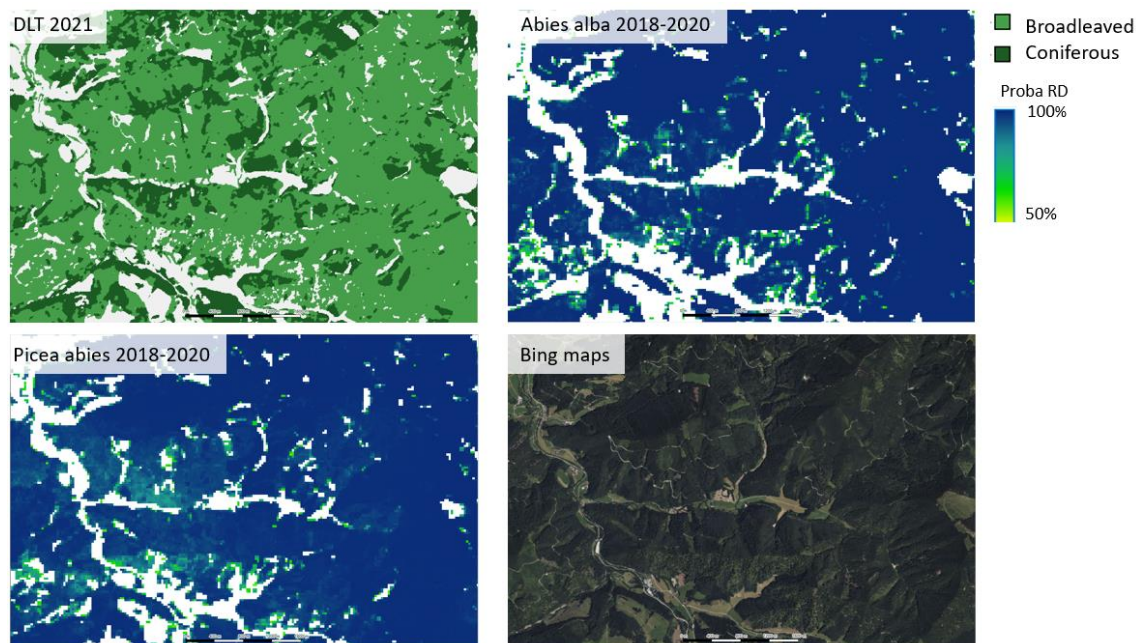 DLT 2021
Abies alba 2018-2020
Broadleaved
Coniferous
Proba RD
100%
50%
Picea abies 2018-2020
Bing maps